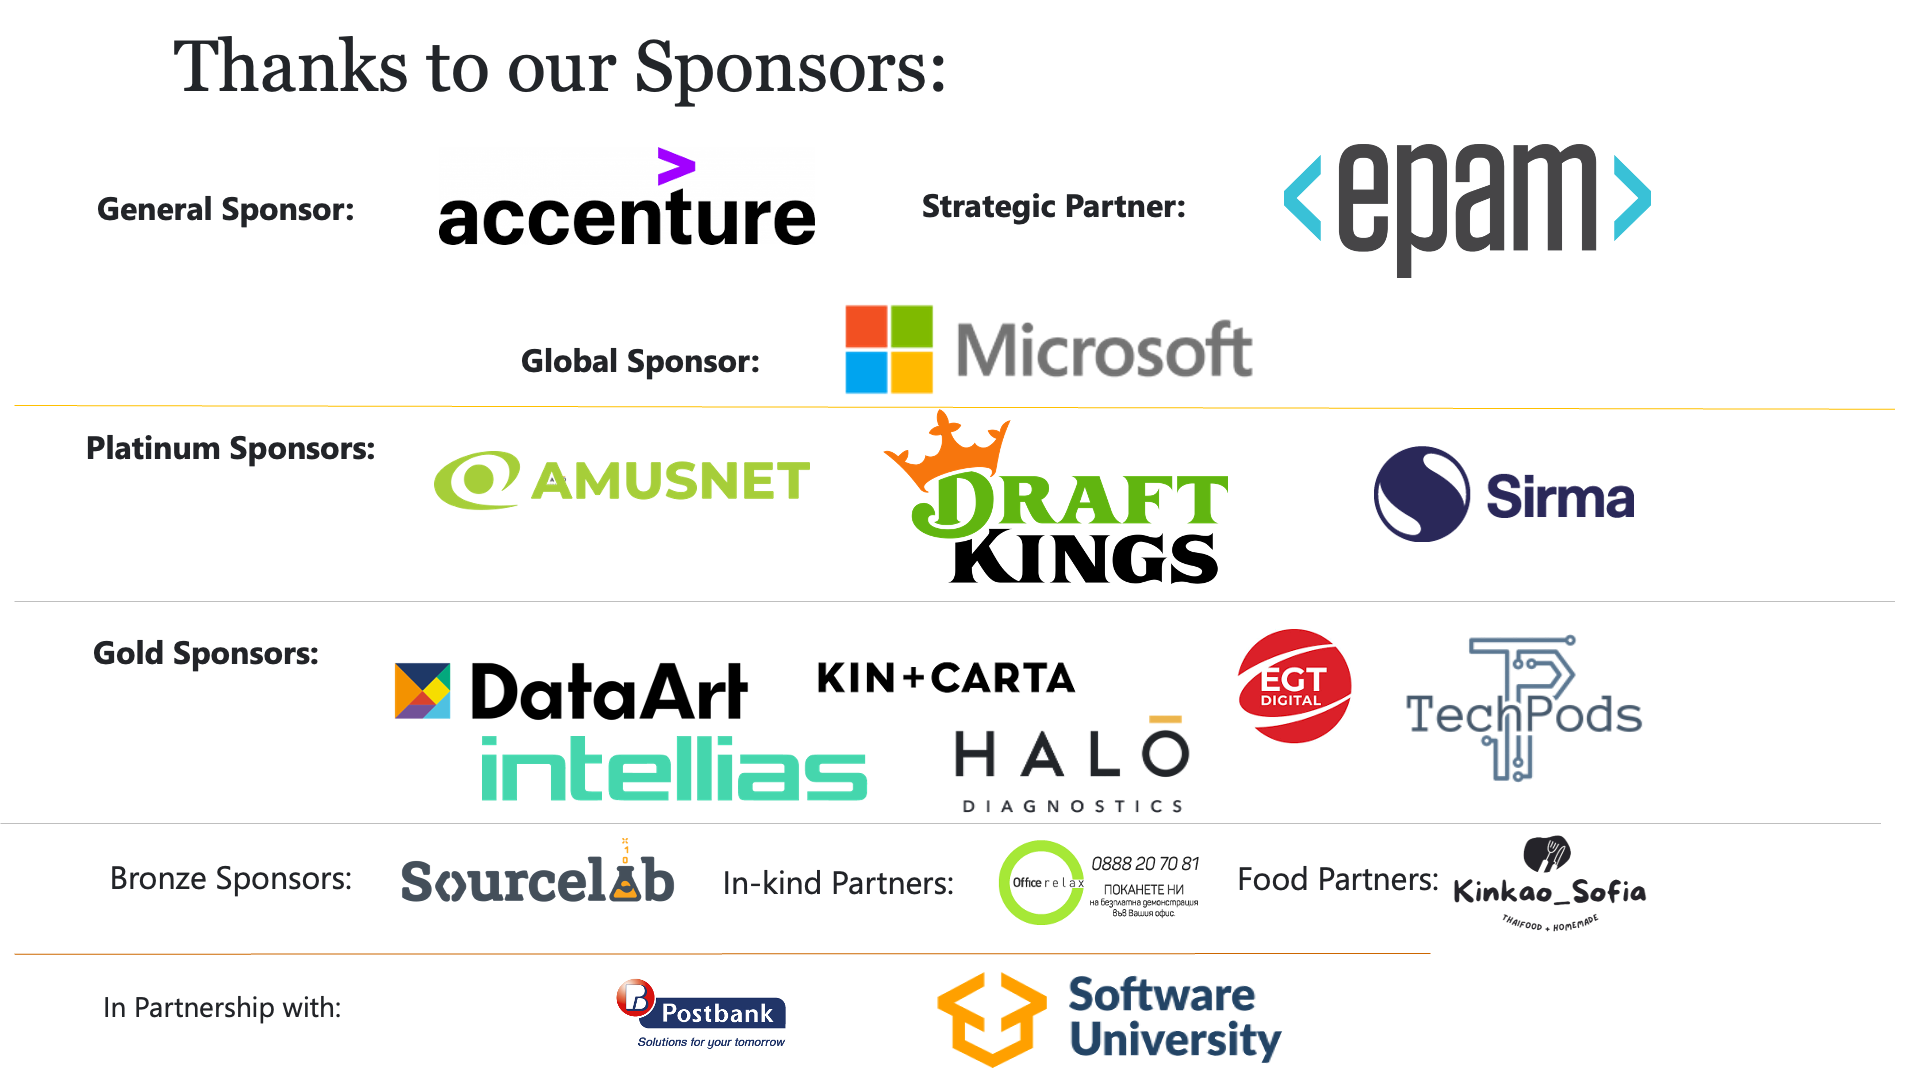 Thanks to our Sponsors:
General Sponsor:
accenture
Strategic Partner:
<epam>
Global Sponsor:
Microsoft
Platinum Sponsors:
AMUSNET
DRAFT
KINGS
Sirma
Gold Sponsors:
DataArt
KIN+CARTA
EGT
DIGITAL
TechPods
intellias
HALŌ
DIAGNOSTICS
Bronze Sponsors:
Sourcelab
In-kind Partners:
Office relax
0888 20 70 81
ПОКАНЕТЕ НИ
на безплатна демонстрация
във Вашия офис.
Food Partners:
Kinkao_Sofia
THAIFOOD + HOMEMADE
In Partnership with:
Postbank
Solutions for your tomorrow
Software
University